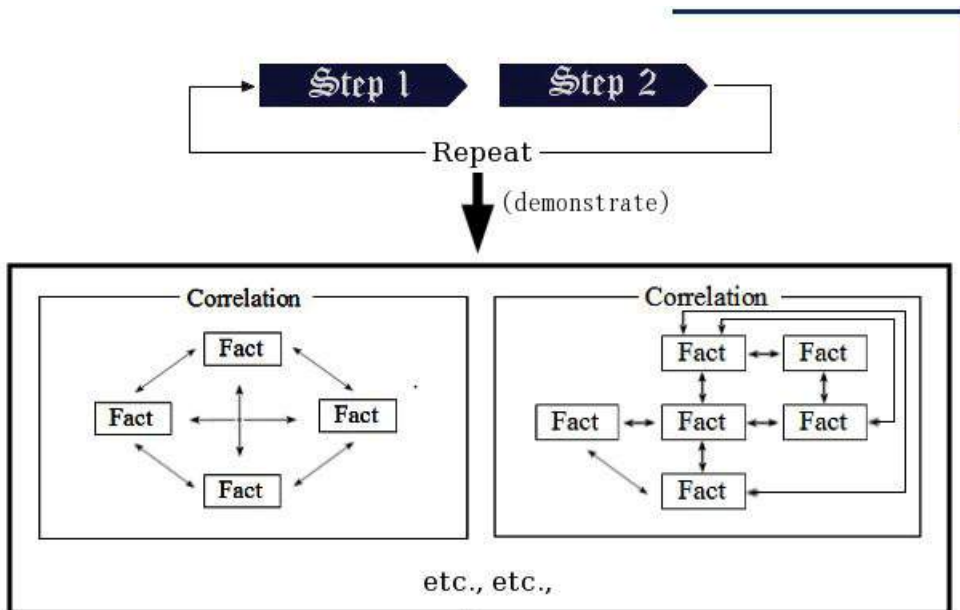 Step 1 Step 2
Repeat
(demonstrate)
Correlation
Fact
Fact Fact
Fact
Correlation
Fact Fact
Fact Fact Fact
Fact
etc., etc.,